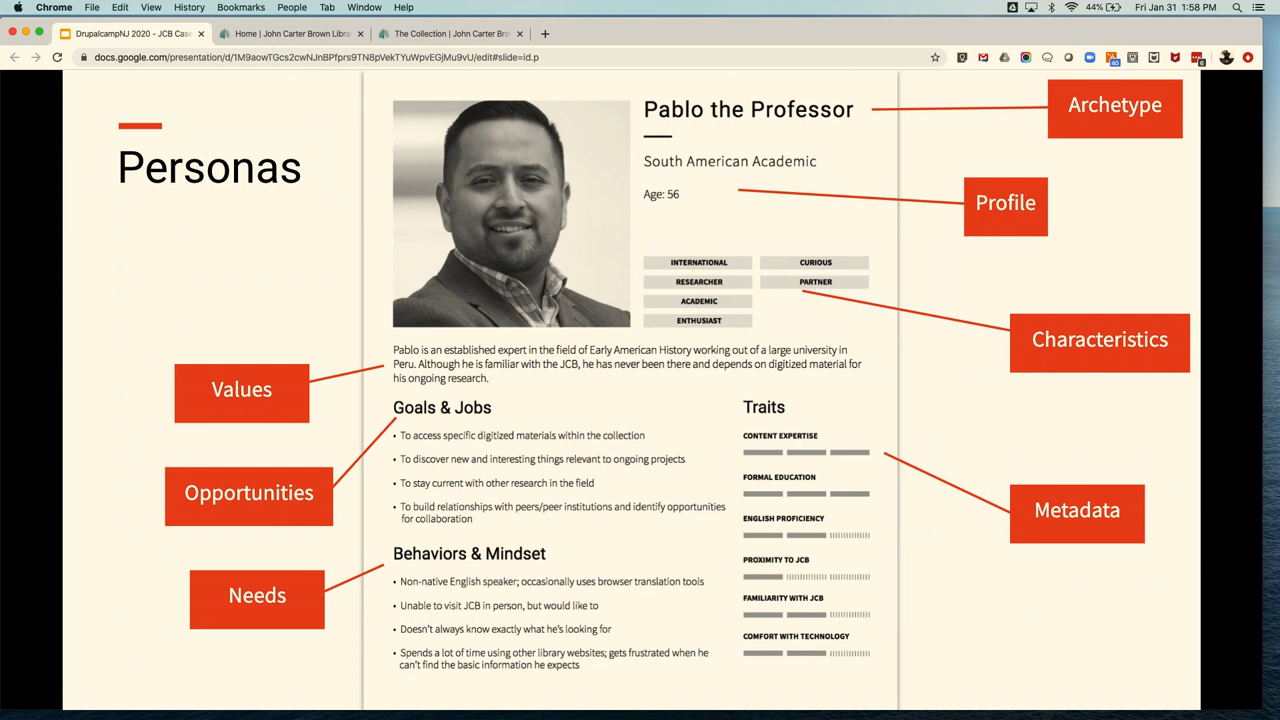 Chrome File Edit View History Bookmarks People Tab Window Help
44% Fri Jan 31 1:58 PM
DrupalcampNJ 2020 - JCB Case
Home | John Carter Brown Libra
The Collection | John Carter Bro
docs.google.com/presentation/d/1M9aowTGcs2cwNJnBPfprs9TN8pVekTYuWpvEGjMu9vU/edit#slide=id.p
Personas
Pablo the Professor
Archetype
South American Academic
Age: 56
Profile
INTERNATIONAL CURIOUS
RESEARCHER PARTNER
ACADEMIC
ENTHUSIAST
Characteristics
Pablo is an established expert in the field of Early American History working out of a large university in
Peru. Although he is familiar with the JCB, he has never been there and depends on digitized material for
his ongoing research.
Values
Goals & Jobs
• To access specific digitized materials within the collection
• To discover new and interesting things relevant to ongoing projects
• To stay current with other research in the field
• To build relationships with peers/peer institutions and identify opportunities
for collaboration
Opportunities
Behaviors & Mindset
• Non-native English speaker; occasionally uses browser translation tools
• Unable to visit JCB in person, but would like to
• Doesn't always know exactly what he's looking for
• Spends a lot of time using other library websites; gets frustrated when he
can't find the basic information he expects
Needs
Traits
CONTENT EXPERTISE
FORMAL EDUCATION
ENGLISH PROFICIENCY
PROXIMITY TO JCB
FAMILIARITY WITH JCB
COMFORT WITH TECHNOLOGY
Metadata